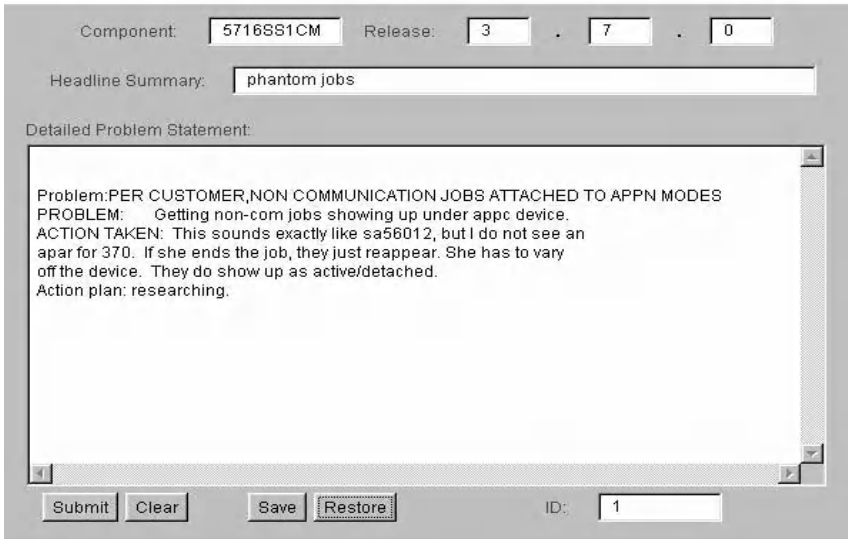 Component: 5716SS1CM Release: 3 . 7 . 0
Headline Summary: phantom jobs
Detailed Problem Statement:
Problem:PER CUSTOMER,NON COMMUNICATION JOBS ATTACHED TO APPN MODES
PROBLEM: Getting non-com jobs showing up under appc device.
ACTION TAKEN: This sounds exactly like sa56012, but I do not see an
apar for 370. If she ends the job, they just reappear. She has to vary
off the device. They do show up as active/detached.
Action plan: researching.
Submit Clear Save Restore ID: 1